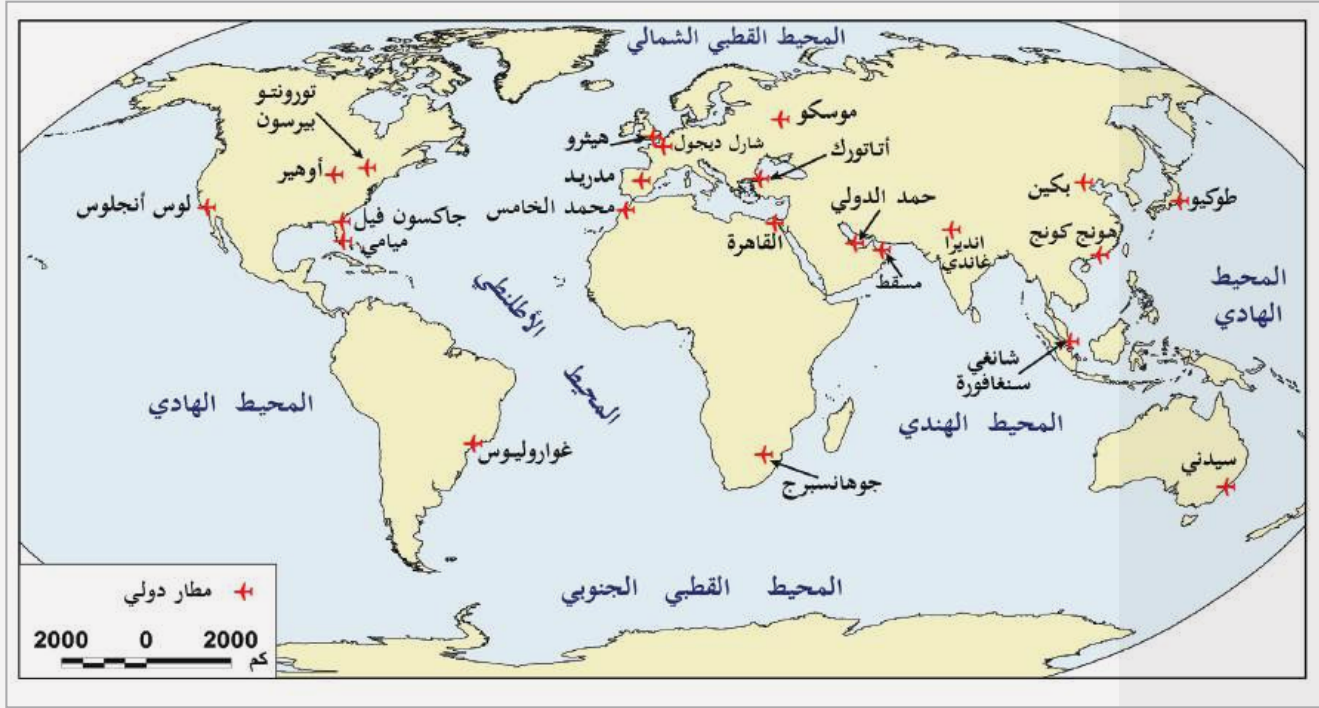 المحيط القطبي الشمالي
تورونتو
بيرسون
أوهير
لوس أنجلوس
جاكسون فيل
ميامي
هيثرو
شارل ديجول
موسكو
أتاتورك
مدريد
محمد الخامس
القاهرة
حمد الدولي
مسقط
انديرا
غاندي
بكين
طوكيو
هونج كونج
شانغي
سنغافورة
المحيط
الهادي
المحيط الأطلنطي
المحيط الهادي
المحيط الهندي
غواروليوس
جوهانسبرج
سيدني
المحيط القطبي الجنوبي
مطار دولي
2000 0 2000
كم